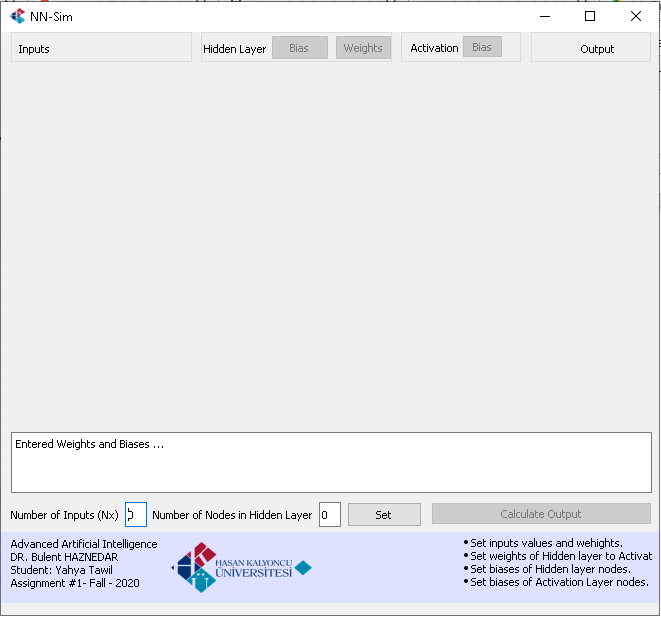 NN-Sim
Inputs
Hidden Layer
Bias
Weights
Activation
Bias
Output
Entered Weights and Biases ...
Number of Inputs (Nx)
Number of Nodes in Hidden Layer
0
Set
Calculate Output
Advanced Artificial Intelligence
DR. Bulent HAZNEDAR
Student: Yahya Tawil
Assignment #1- Fall - 2020
HASAN KALYONCU
ÜNİVERSİTESİ
•Set inputs values and wehights.
•Set weights of Hidden layer to Activat
•Set biases of Hidden layer nodes.
•Set biases of Activation Layer nodes.